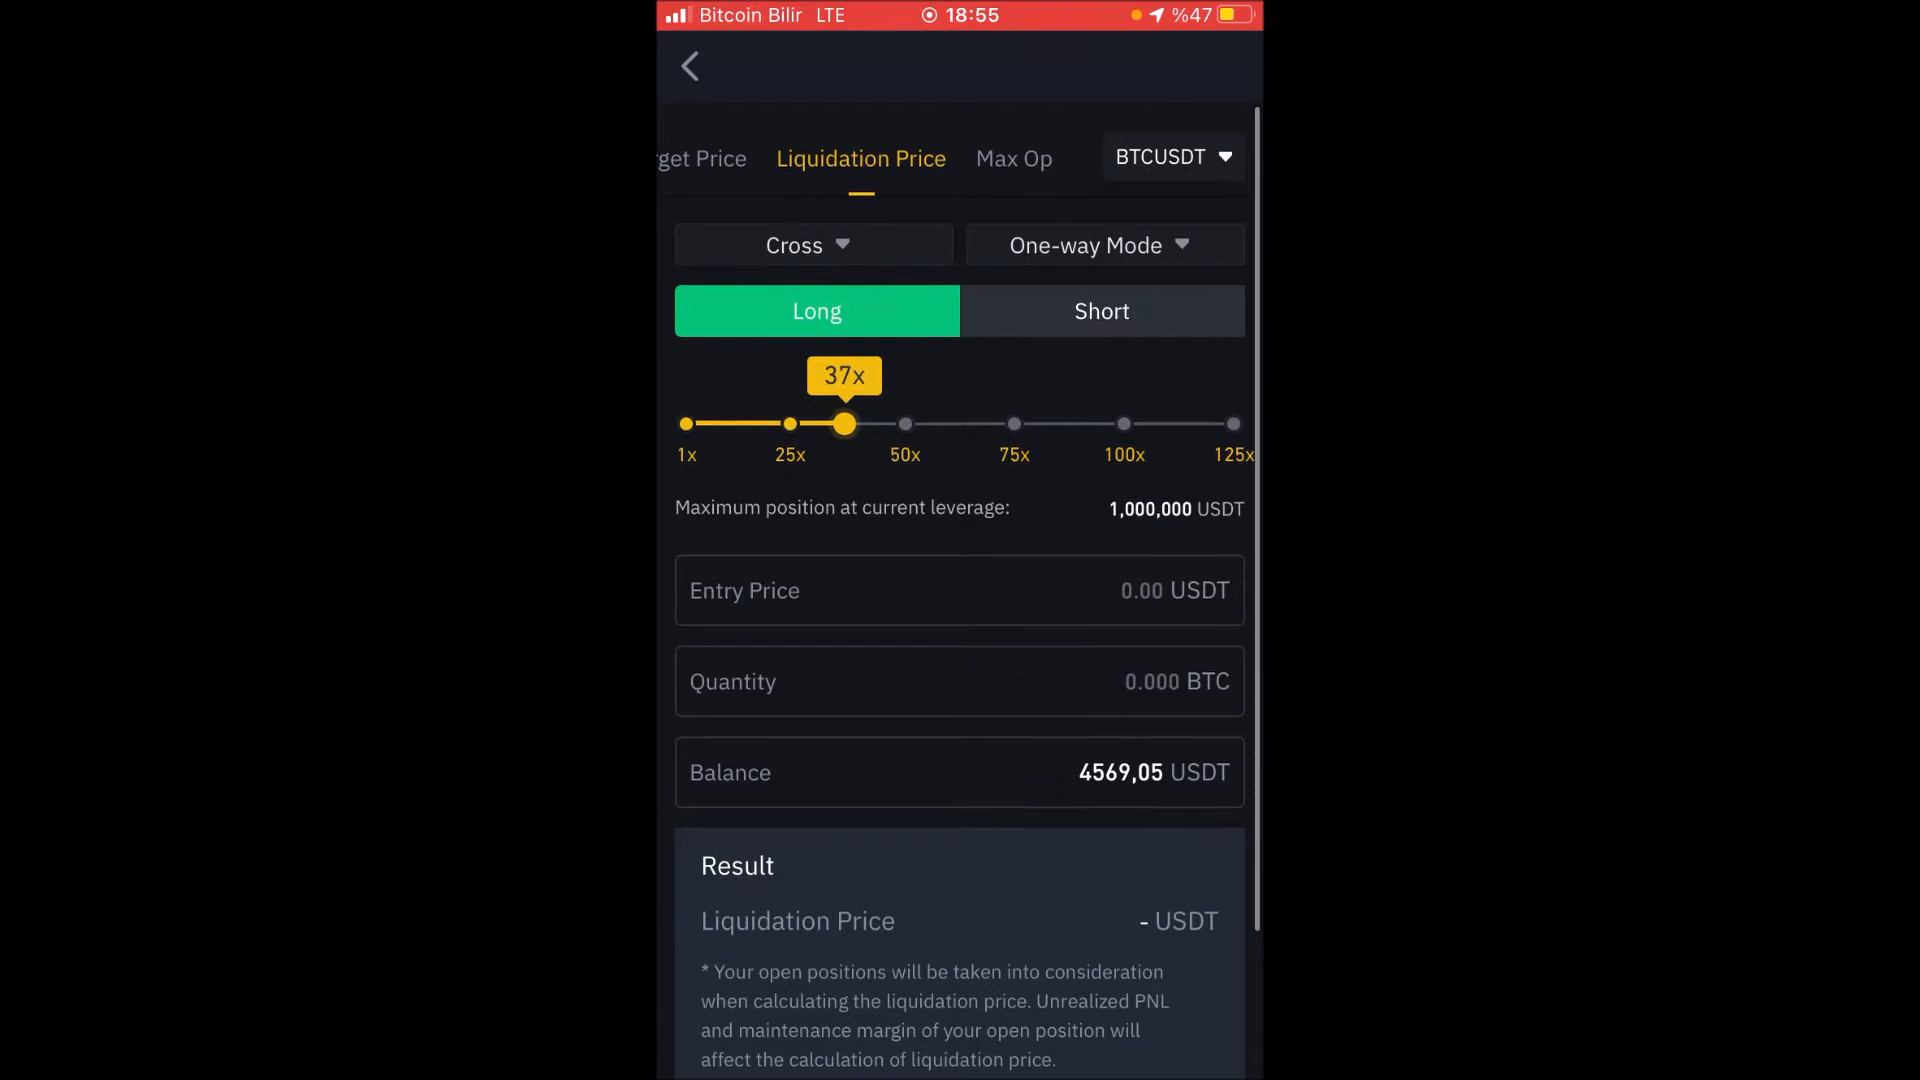 Bitcoin Bilir LTE 18:55 %47
rget Price Liquidation Price Max Op BTCUSDT
Cross One-way Mode
Long Short
37x
1x 25x 50x 75x 100x 125x
Maximum position at current leverage: 1,000,000 USDT
Entry Price 0.00 USDT
Quantity 0.000 BTC
Balance 4569,05 USDT
Result
Liquidation Price - USDT
* Your open positions will be taken into consideration
when calculating the liquidation price. Unrealized PNL
and maintenance margin of your open position will
affect the calculation of liquidation price.